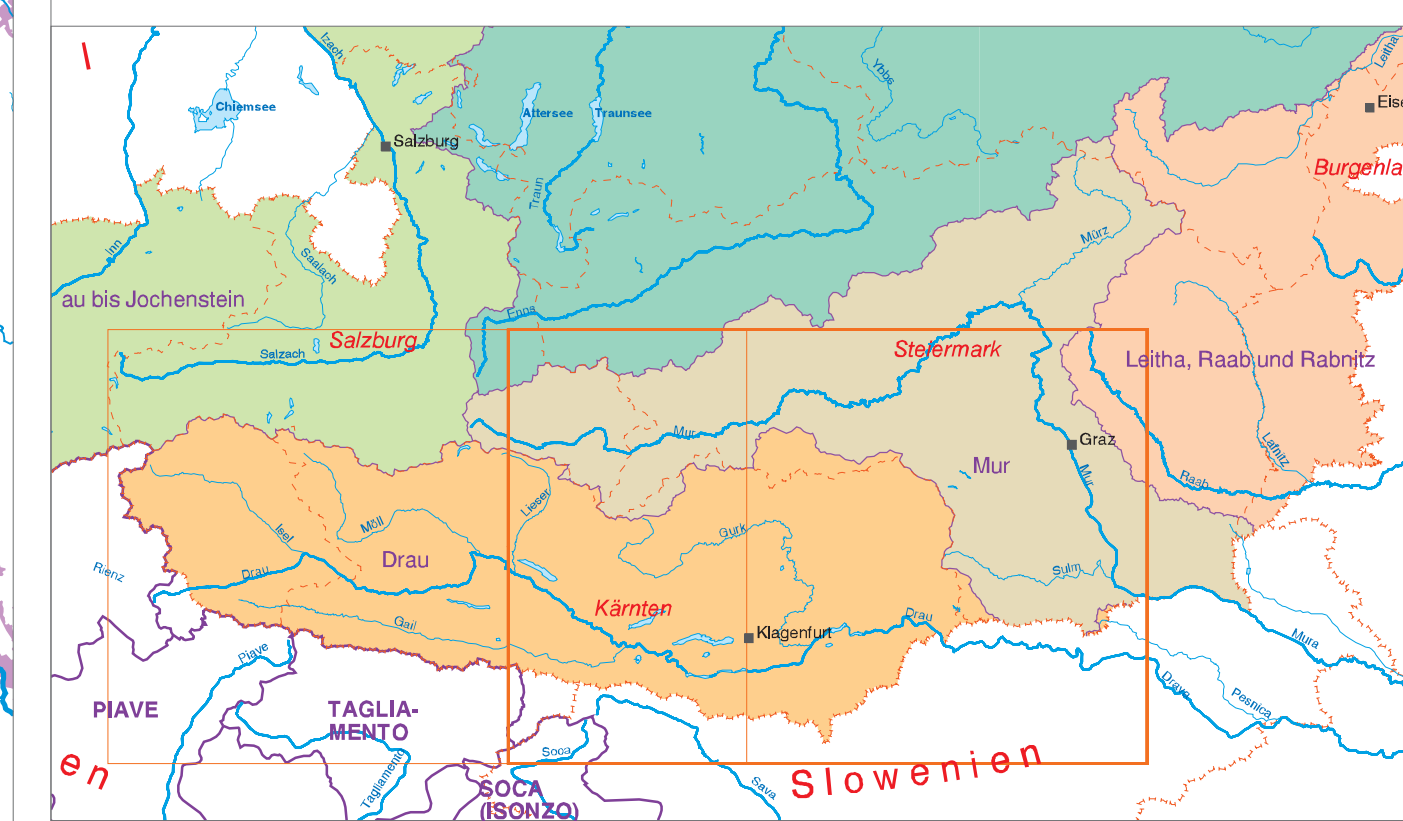 I
Izach
Ybbs
Leitha
Chiemsee
Attersee
Traunsee
Eise
Salzburg
Burgenla
Traun
Inn
Saalach
Mürz
au bis Jochenstein
Enns
Salzburg
Salzach
Steiermark
Leitha, Raab und Rabnitz
Mur
Graz
Mur
Lafnitz
Mur
Raab
Lieser
Möll
Isel
Gurk
Drau
Rienz
Drau
Sulm
Kärnten
Drau
Gail
Klagenfurt
Mura
Piave
Drava
Pesnica
PIAVE
TAGLIA-
MENTO
Soca
Slowenien
en
Tagliamento
Sava
SOCA
(ISONZO)